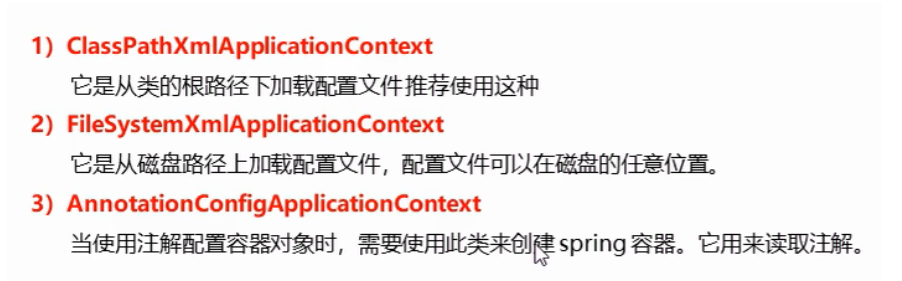 1）ClassPathXmlApplicationContext
它是从类的根路径下加载配置文件 推荐使用这种
2）FileSystemXmlApplicationContext
它是从磁盘路径上加载配置文件，配置文件可以在磁盘的任意位置。
3）AnnotationConfigApplicationContext
当使用注解配置容器对象时，需要使用此类来创建 spring 容器。它用来读取注解。